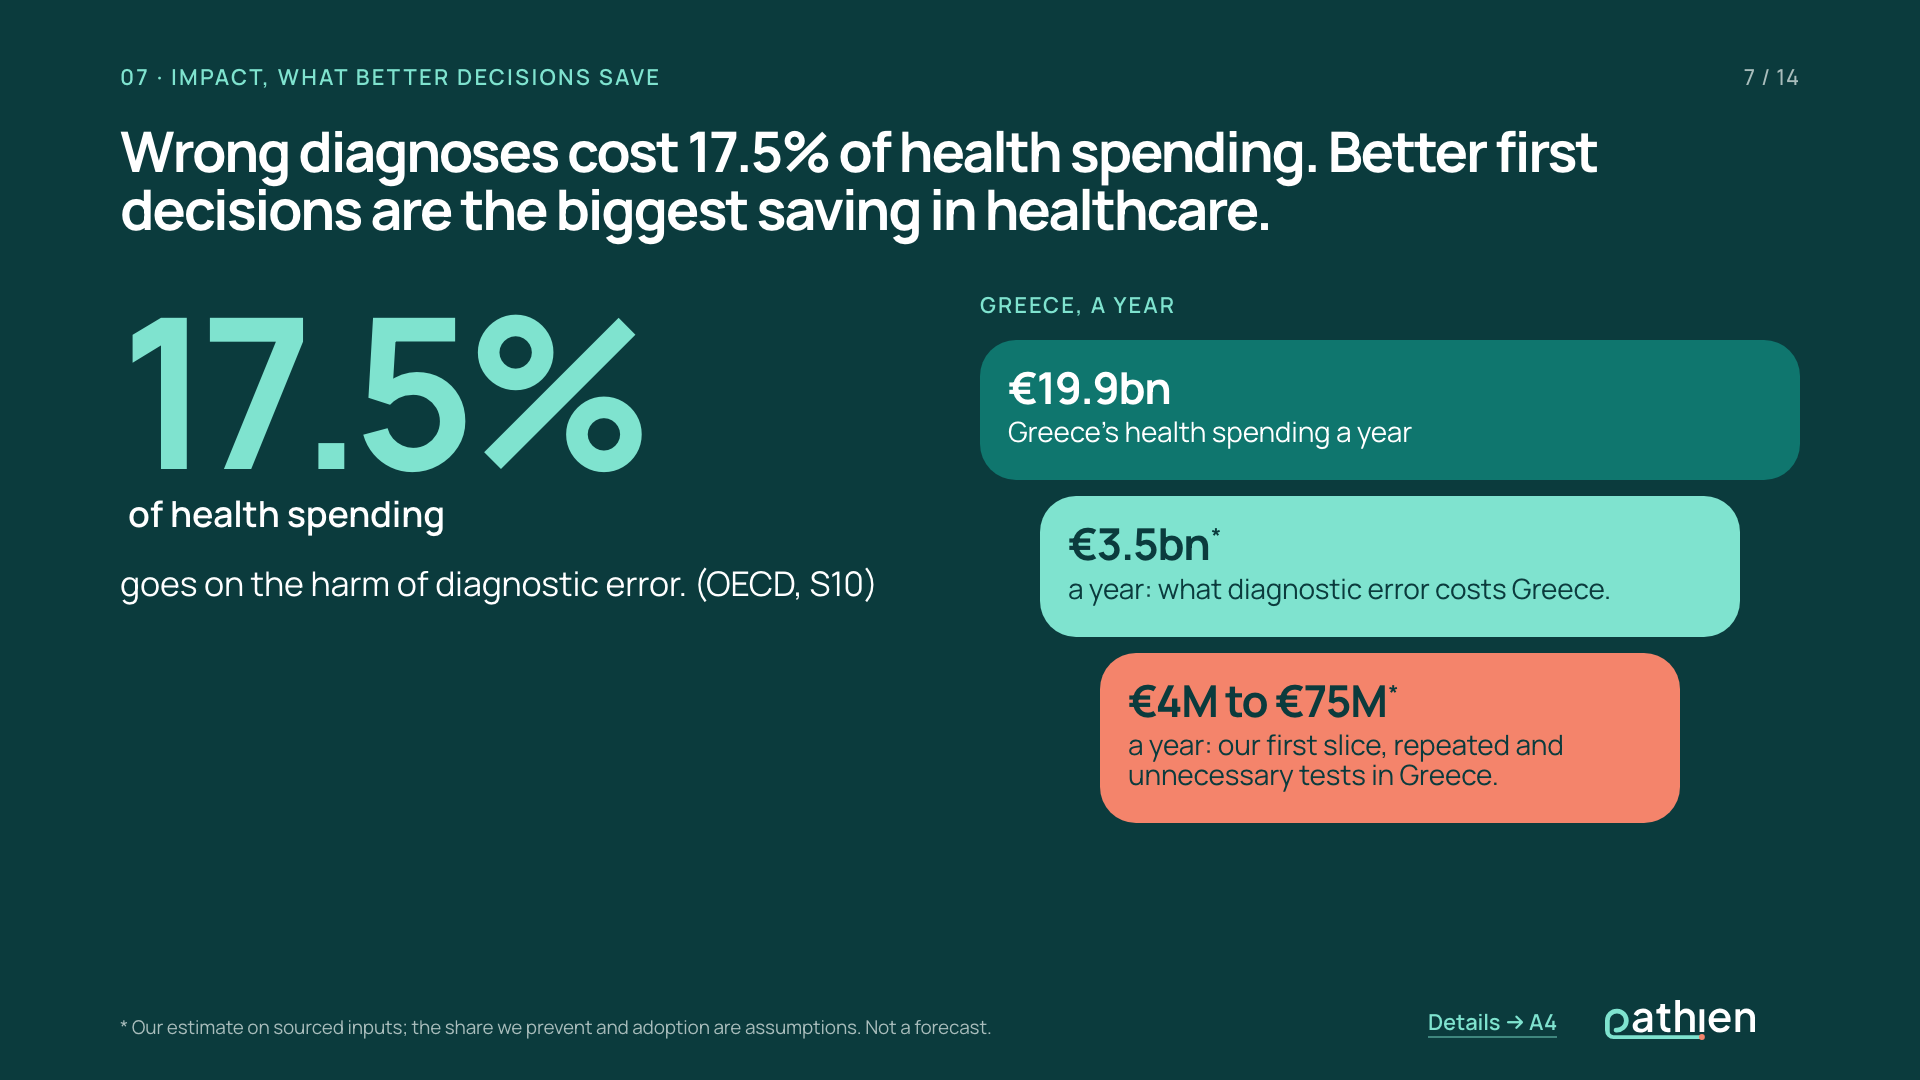 07 · IMPACT, WHAT BETTER DECISIONS SAVE
7 / 14
Wrong diagnoses cost 17.5% of health spending. Better first
decisions are the biggest saving in healthcare.
17.5%
of health spending
goes on the harm of diagnostic error. (OECD, S10)
GREECE, A YEAR
€19.9bn
Greece’s health spending a year
€3.5bn*
a year: what diagnostic error costs Greece.
€4M to €75M*
a year: our first slice, repeated and
unnecessary tests in Greece.
* Our estimate on sourced inputs; the share we prevent and adoption are assumptions. Not a forecast.
Details → A4
pathien